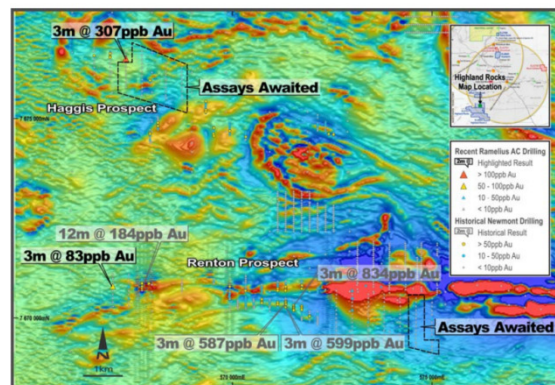 3m @ 307ppb Au
Assays Awaited
Haggis Prospect
Highland Rocks
Map Location
Recent Ramelius AC Drilling
Highlighted Result
> 100ppb Au
50 - 100ppb Au
10 - 50ppb Au
< 10ppb Au
Historical Newmont Drilling
Historical Result
> 50ppb Au
10 - 50ppb Au
< 10ppb Au
12m @ 184ppb Au
3m @ 83ppb Au
Renton Prospect
3m @ 834ppb Au
Assays Awaited
3m @ 587ppb Au
3m @ 599ppb Au
1km